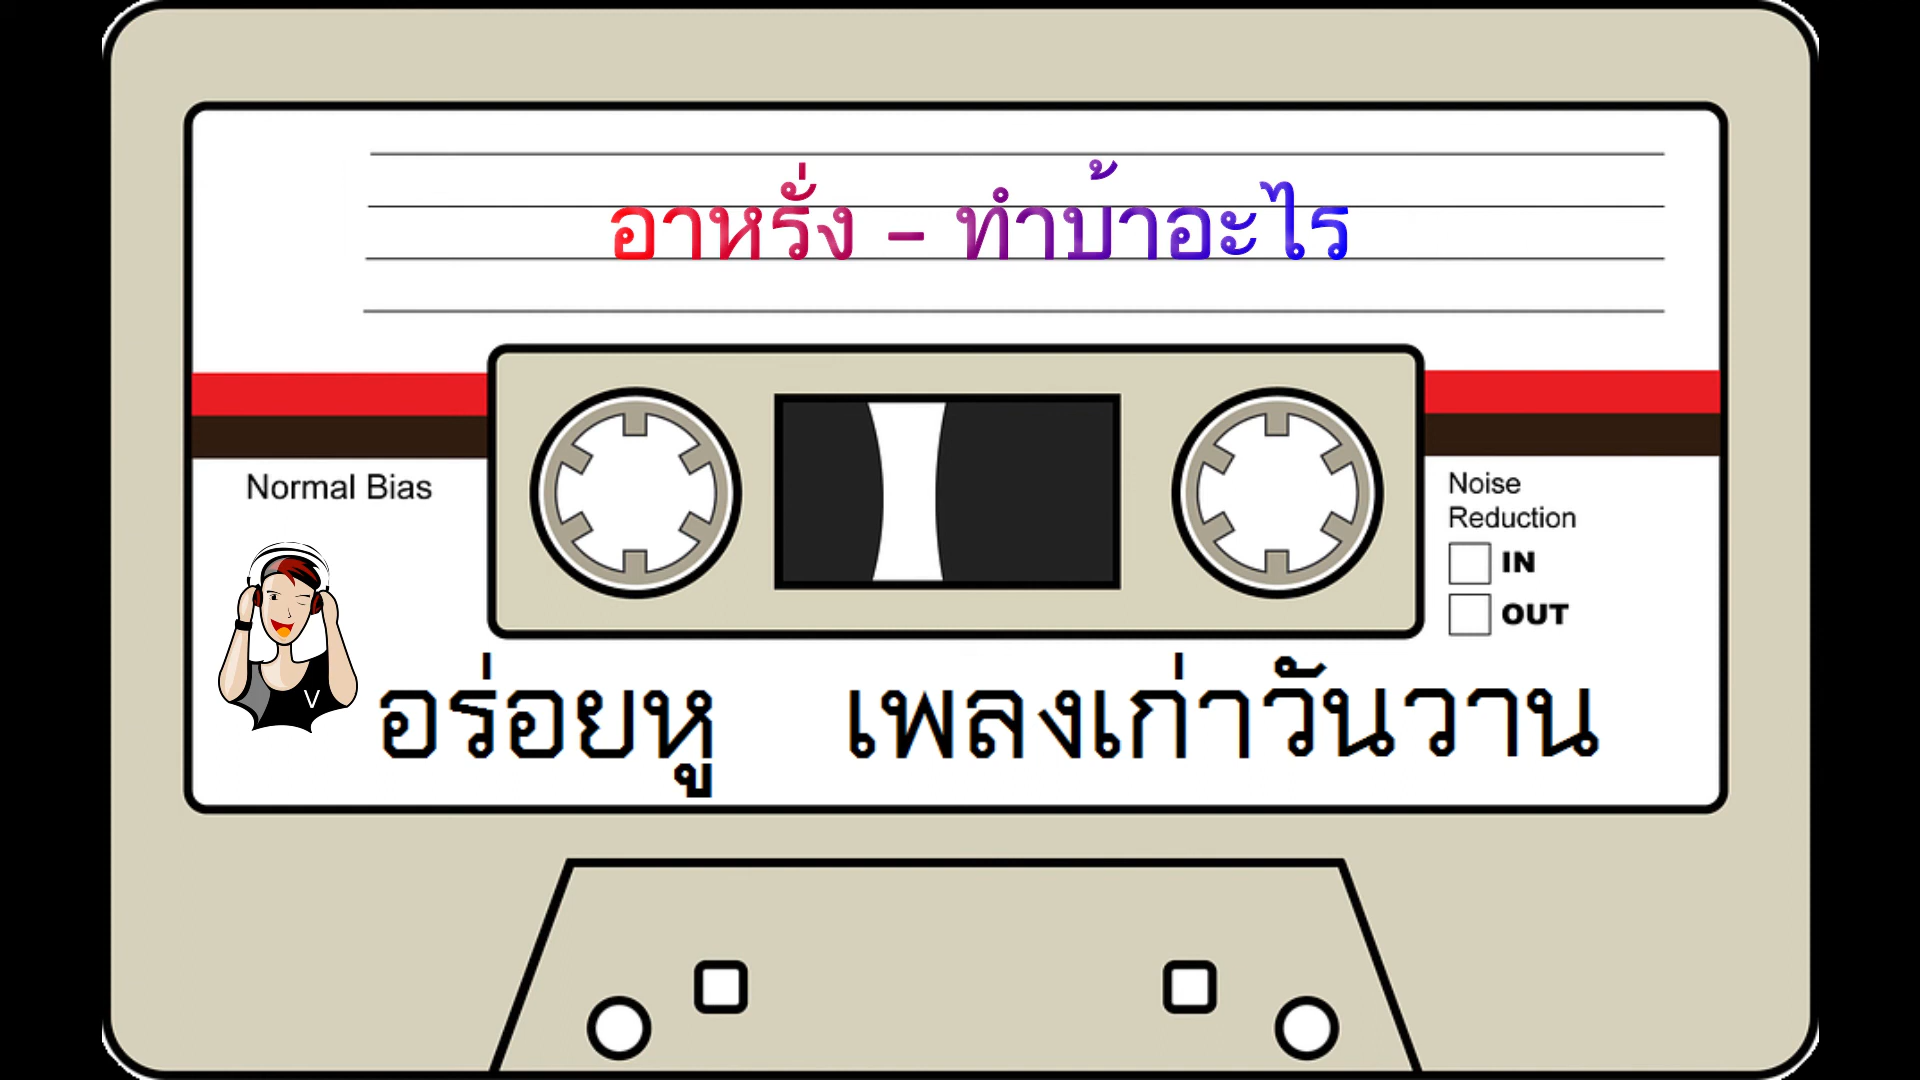 อาหรั่ง - ทำบ้าอะไร
Normal Bias
Noise
Reduction
IN
OUT
V
อร่อยหู เพลงเก่าวันวาน